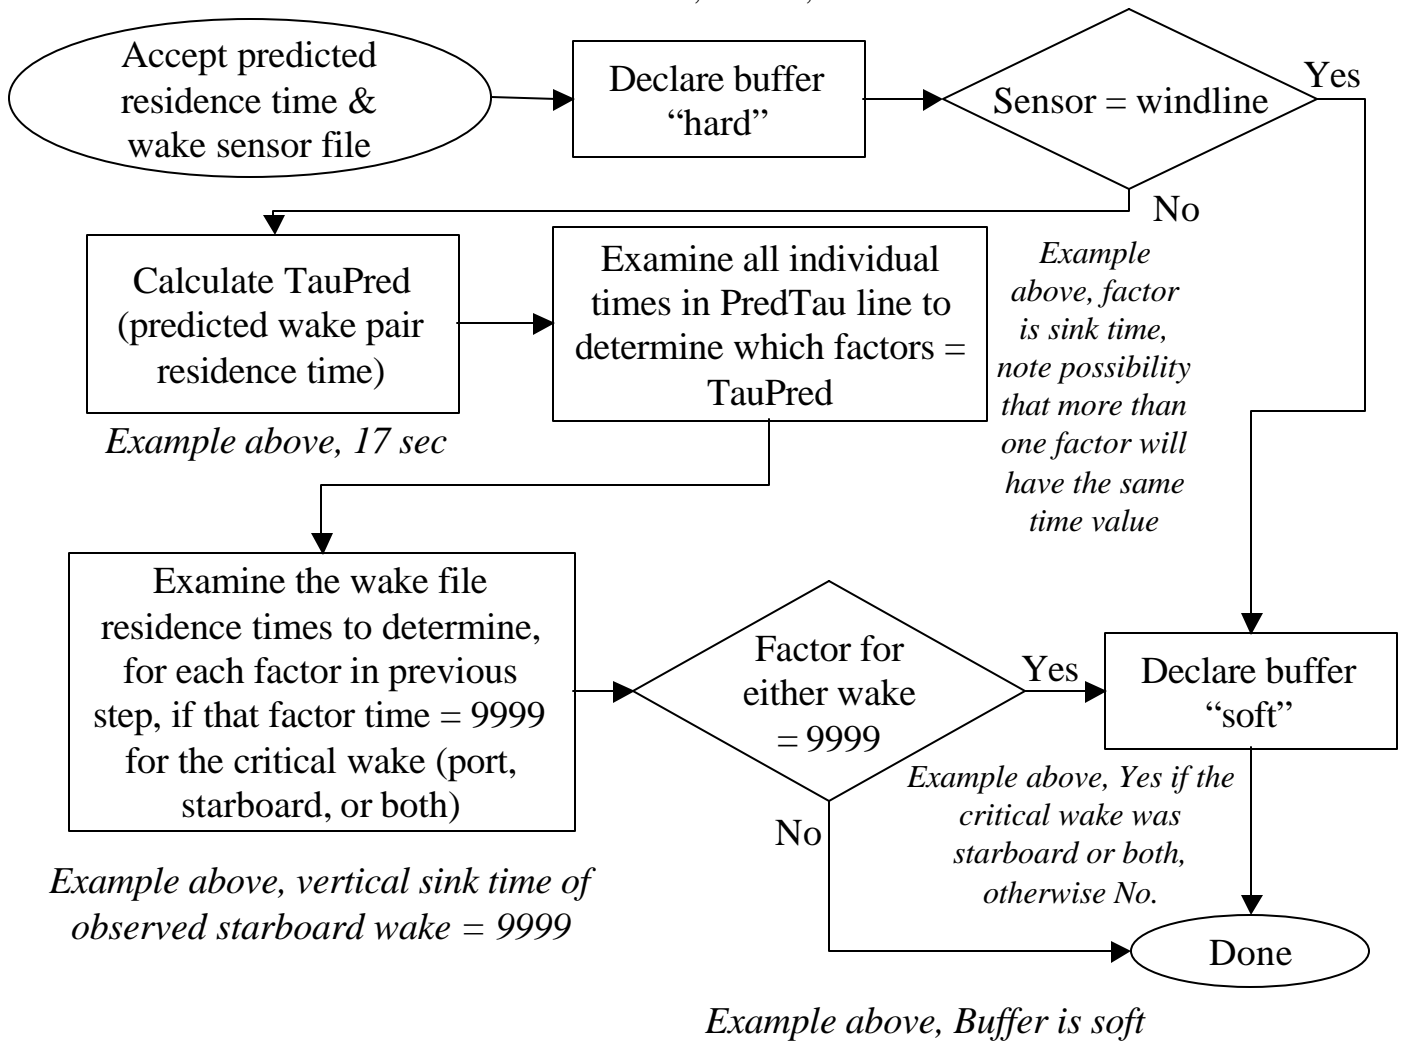 Accept predicted
residence time &
wake sensor file
Declare buffer
“hard”
Sensor = windline
Yes
No
Calculate TauPred
(predicted wake pair
residence time)
Example above, 17 sec
Examine all individual
times in PredTau line to
determine which factors =
TauPred
Example
above, factor
is sink time,
note possibility
that more than
one factor will
have the same
time value
Examine the wake file
residence times to determine,
for each factor in previous
step, if that factor time = 9999
for the critical wake (port,
starboard, or both)
Example above, vertical sink time of
observed starboard wake = 9999
Factor for
either wake
= 9999
Yes
No
Declare buffer
“soft”
Example above, Yes if the
critical wake was
starboard or both,
otherwise No.
Done
Example above, Buffer is soft